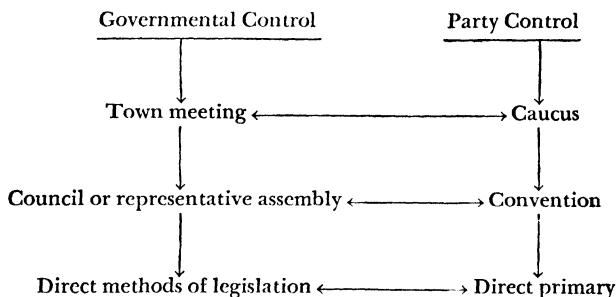 Governmental Control Party Control
Town meeting Caucus
Council or representative assembly Convention
Direct methods of legislation Direct primary